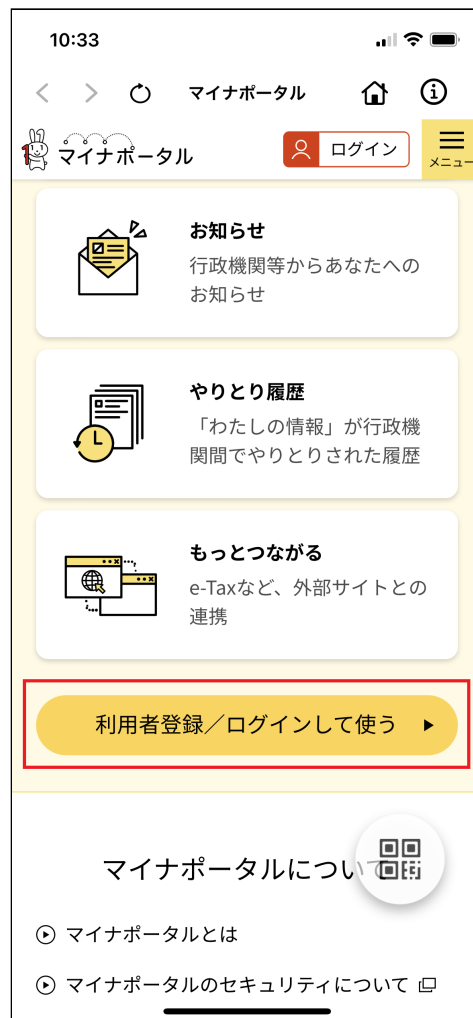 10:33
マイナポータル
マイナポータル
ログイン
メニュー
お知らせ
行政機関等からあなたへの
お知らせ
やりとり履歴
「わたしの情報」が行政機
関間でやりとりされた履歴
もっとつながる
e-Taxなど、外部サイトとの
連携
利用者登録／ログインして使う
マイナポータルについて
マイナポータルとは
マイナポータルのセキュリティについて